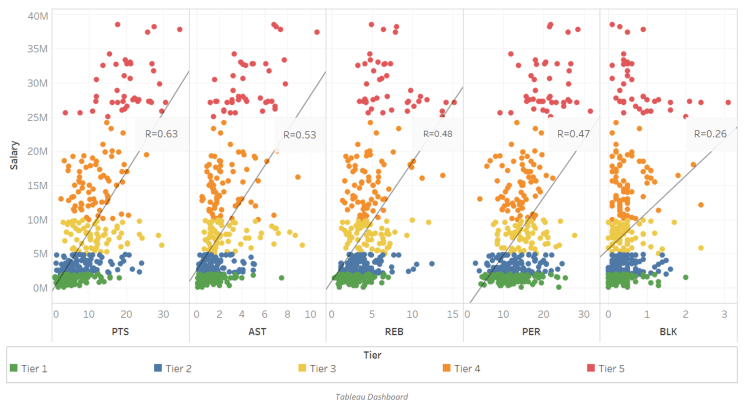 40M
35M
30M
25M
20M
15M
10M
5M
0M
Salary
R=0.63
R=0.53
R=0.48
R=0.47
R=0.26
0 10 20 30
0 2 4 6 8 10
0 5 10 15
0 10 20 30
0 1 2 3
PTS AST REB PER BLK
Tier
Tier 1 Tier 2 Tier 3 Tier 4 Tier 5
Tableau Dashboard